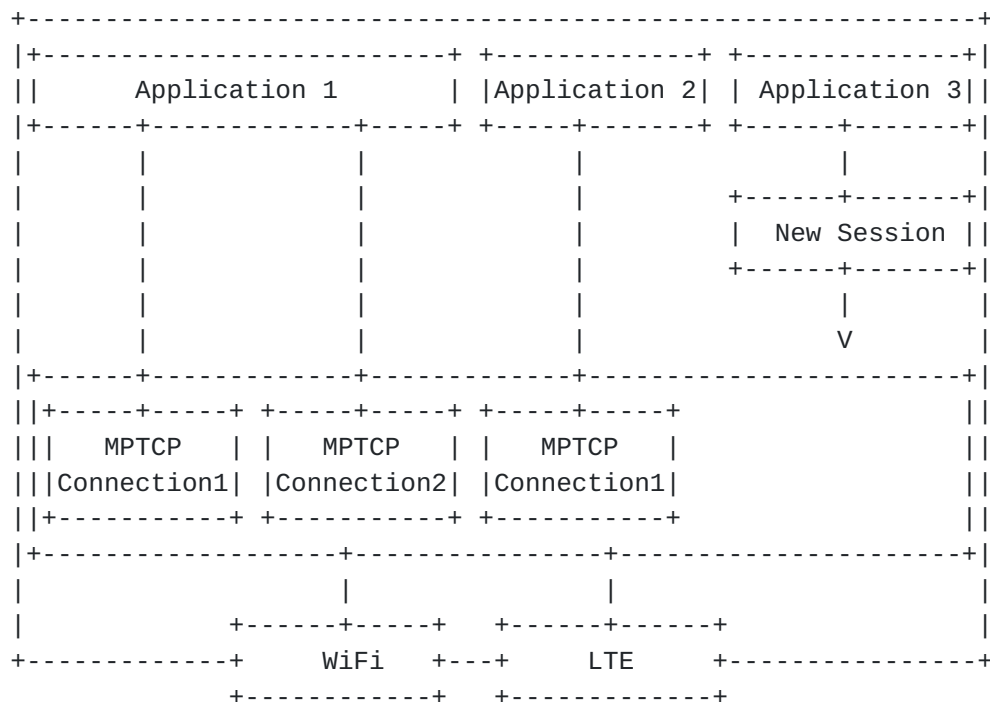 Application 1 Application 2 Application 3
New Session
V
MPTCP MPTCP MPTCP
Connection1 Connection2 Connection1
WiFi LTE